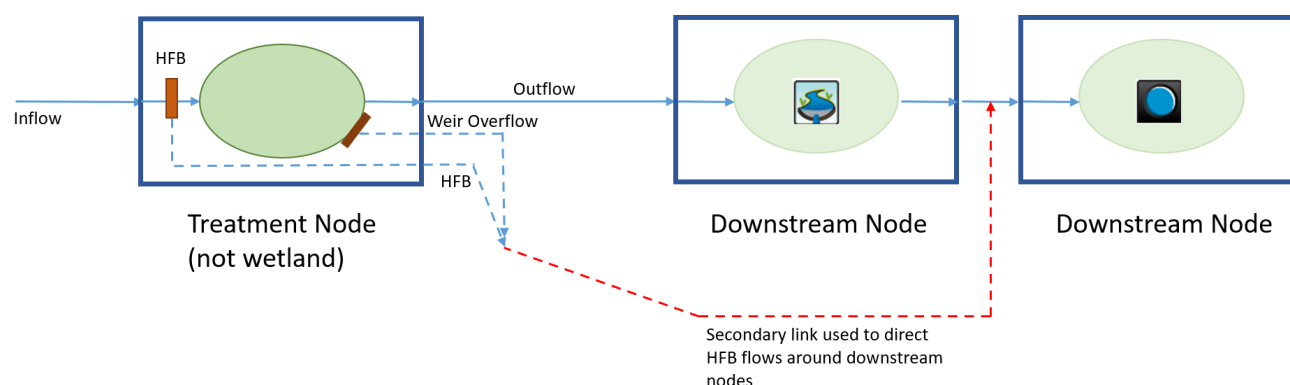 HFB
Inflow
Outflow
Weir Overflow
HFB
Treatment Node
(not wetland)
Downstream Node
Downstream Node
Secondary link used to direct
HFB flows around downstream
nodes